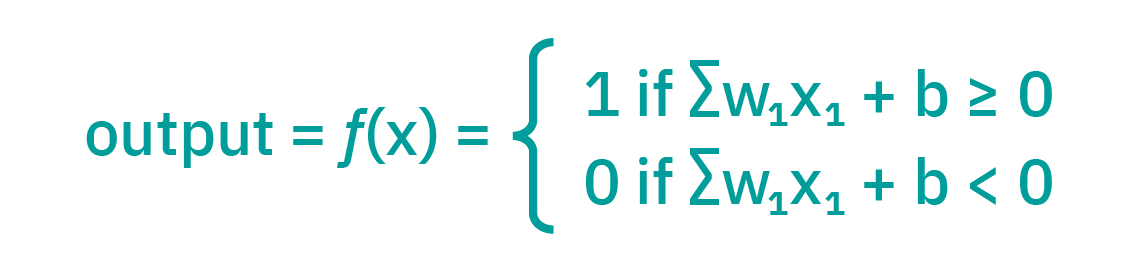 output = f(x) = {
1 if ∑w₁x₁ + b ≥ 0
0 if ∑w₁x₁ + b < 0